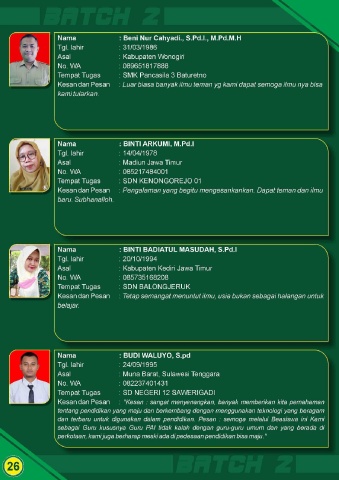 BATCH 2
Nama : Beni Nur Cahyadi., S.Pd.I., M.Pd.M.H
Tgl. lahir : 31/03/1986
Asal : Kabupaten Wonogiri
No. WA : 089651617888
Tempat Tugas : SMK Pancasila 3 Baturetno
Kesan dan Pesan : Luar biasa banyak ilmu teman yg kami dapat semoga ilmu nya bisa
kami tularkan
Nama : BINTI ARKUMI, M.Pd.I
Tgl. lahir : 14/04/1978
Asal : Madiun Jawa Timur
No. WA : 085217484001
Tempat Tugas : SDN KENONGOREJO 01
Kesan dan Pesan : Pengalaman yang begitu mengesankankan. Dapat teman dan ilmu
baru. Subhanalloh.
Nama : BINTI BADIATUL MASUDAH, S.Pd.I
Tgl. lahir : 20/10/1994
Asal : Kabupaten Kediri Jawa Timur
No. WA : 085735168208
Tempat Tugas : SDN BALONGJERUK
Kesan dan Pesan : Tetap semangat menuntut ilmu, usia bukan sebagai halangan untuk
belajar.
Nama : BUDI WALUYO, S.pd
Tgl. lahir : 24/09/1995
Asal : Muna Barat, Sulawesi Tenggara
No. WA : 082237401431
Tempat Tugas : SD NEGERI 12 SAWERIGADI
Kesan dan Pesan : "Kesan : sangat menyenangkan, banyak memberikan kita pemahaman
tentang pendidikan yang maju dan berkembang dengan menggunakan teknologi yang beragam
dan terbaru untuk digunakan dalam pendidikan. Pesan : semoga melalui Beasiswa ini Kami
sebagai Guru kususnya Guru PAI tidak kalah dengan guru-guru umum dan yang berada di
perkotaan, kami juga berharap meski ada di pedesaan pendidikan bisa maju."
26
BATCH 2